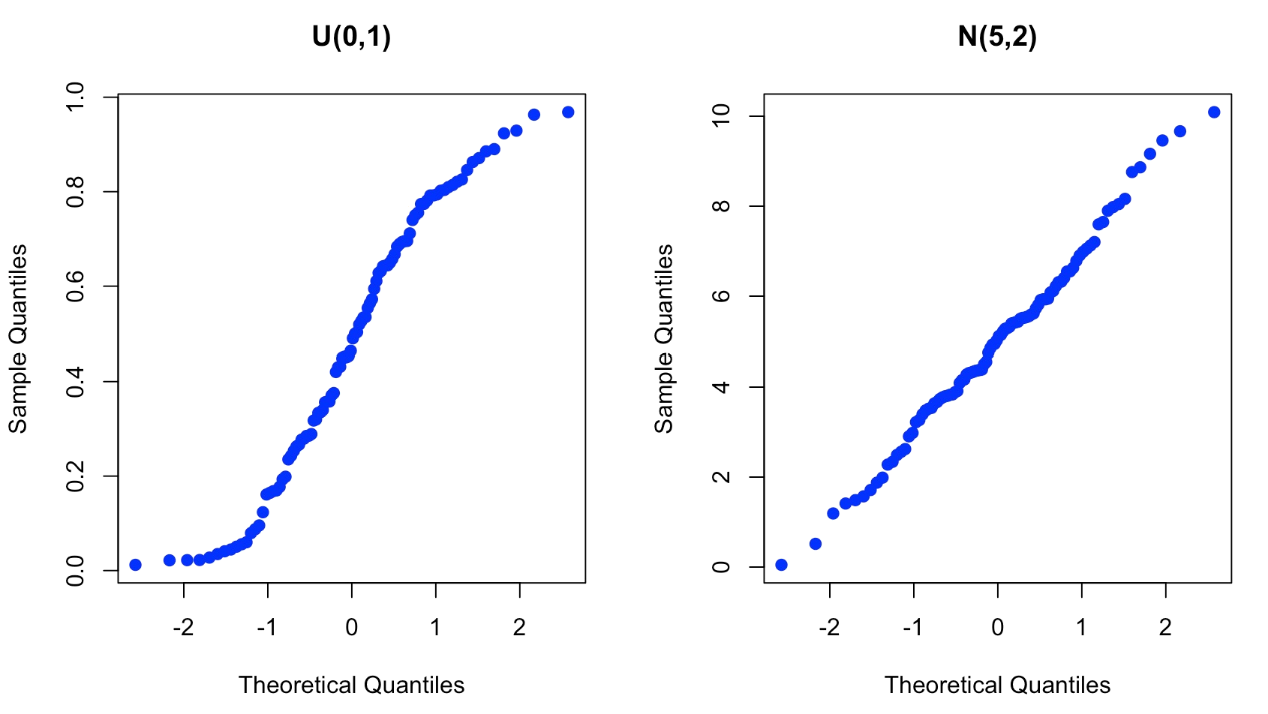 U(0,1)
1.0
0.8
0.6
0.4
0.2
0.0
Sample Quantiles
-2 -1 0 1 2
Theoretical Quantiles
N(5,2)
10
8
6
4
2
0
Sample Quantiles
-2 -1 0 1 2
Theoretical Quantiles